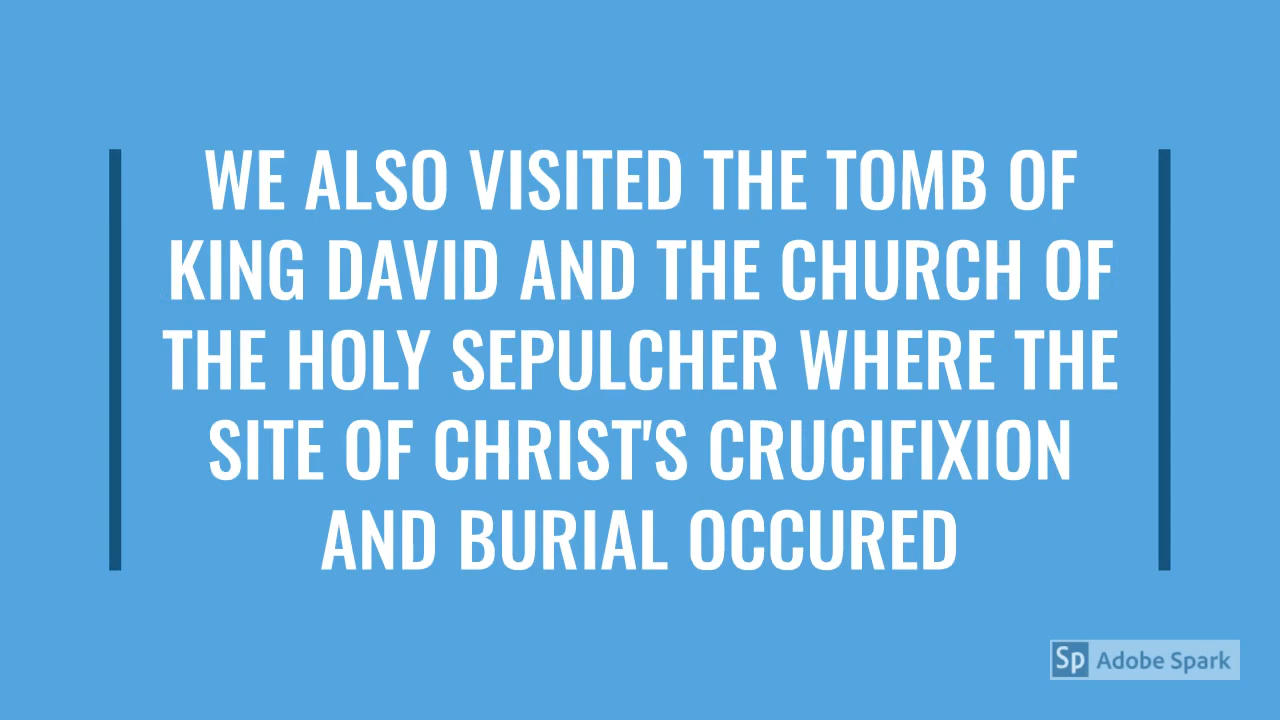 WE ALSO VISITED THE TOMB OF
KING DAVID AND THE CHURCH OF
THE HOLY SEPULCHER WHERE THE
SITE OF CHRIST'S CRUCIFIXION
AND BURIAL OCCURED
Sp Adobe Spark